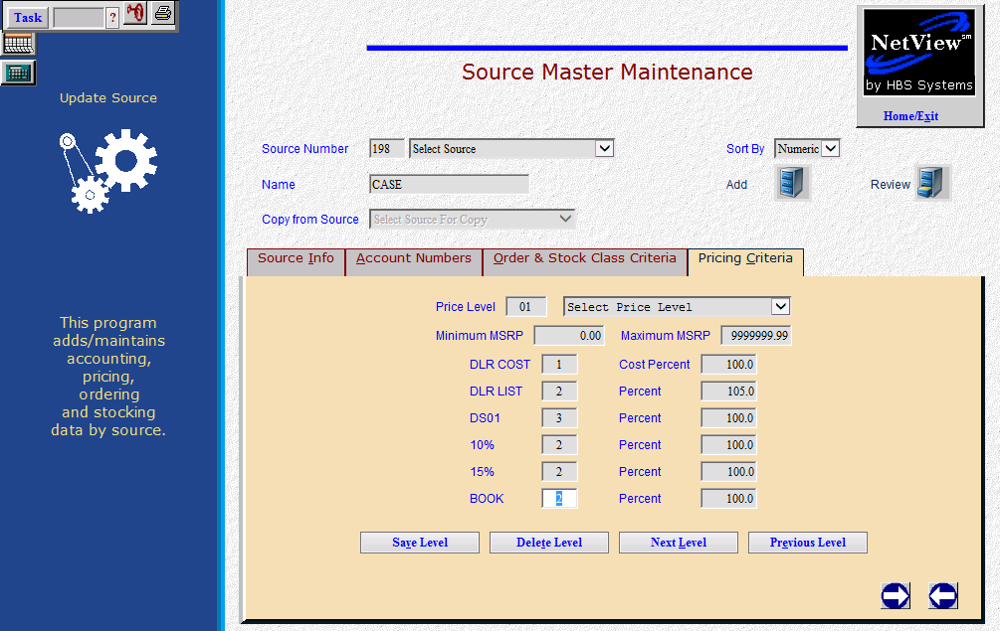 Task
?
NetView℠
by HBS Systems
Home/Exit
Update Source
Source Master Maintenance
Source Number 198 Select Source Sort By Numeric
Name CASE Add Review
Copy from Source Select Source For Copy
Source Info Account Numbers Order & Stock Class Criteria Pricing Criteria
This program
adds/maintains
accounting,
pricing,
ordering
and stocking
data by source.
Price Level 01 Select Price Level
Minimum MSRP 0.00 Maximum MSRP 9999999.99
DLR COST 1 Cost Percent 100.0
DLR LIST 2 Percent 105.0
DS01 3 Percent 100.0
10% 2 Percent 100.0
15% 2 Percent 100.0
BOOK 2 Percent 100.0
Save Level Delete Level Next Level Previous Level